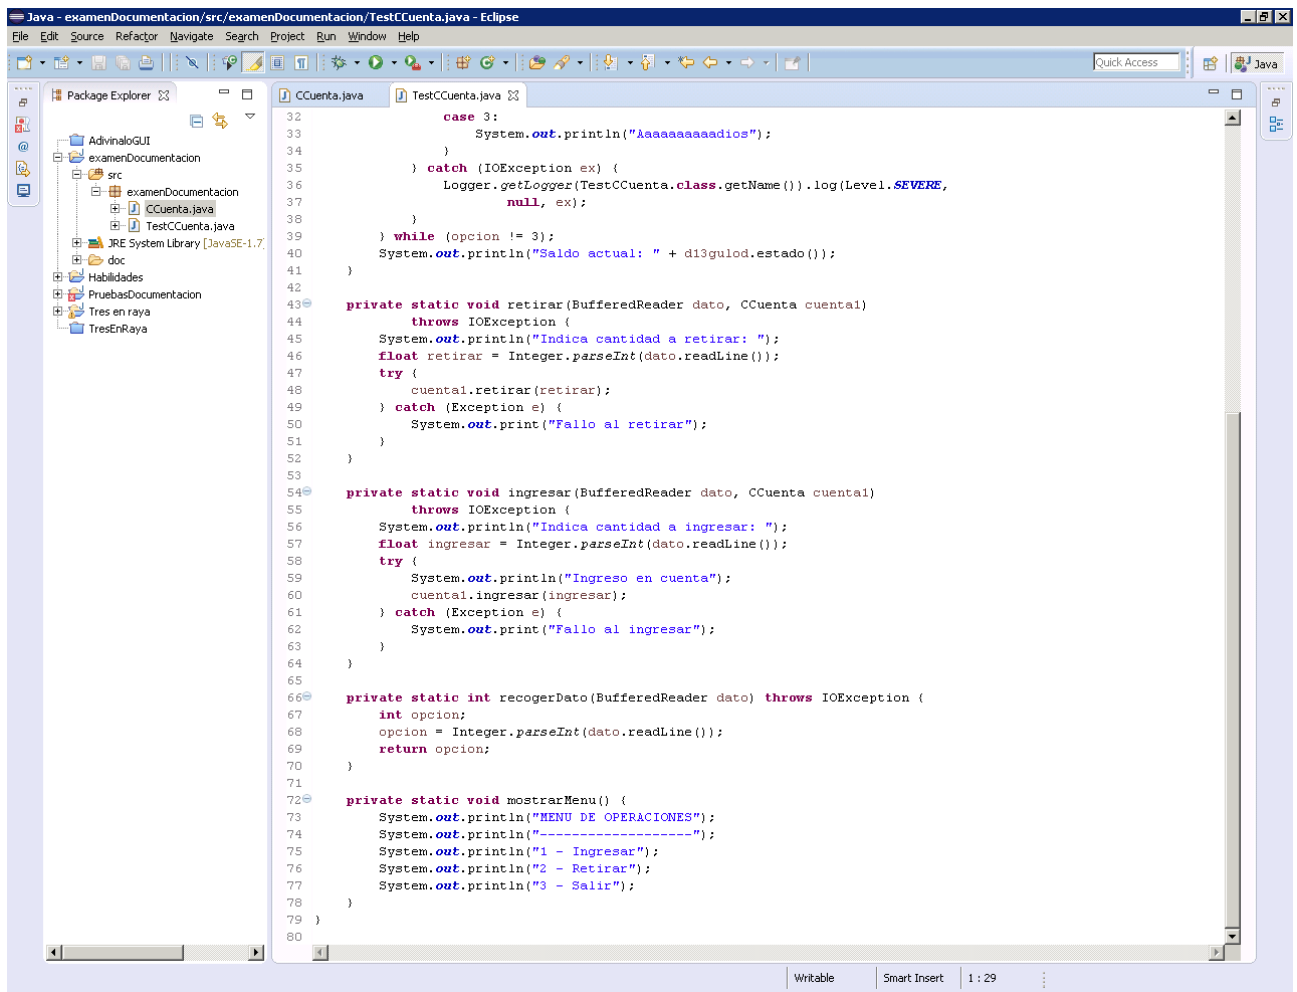 Java - examenDocumentacion/src/examenDocumentacion/TestCCuenta.java - Eclipse
File Edit Source Refactor Navigate Search Project Run Window Help
Quick Access
Java
Package Explorer
CCuenta.java
TestCCuenta.java
AdvinaloGUI
examenDocumentacion
src
examenDocumentacion
CCuenta.java
TestCCuenta.java
JRE System Library [JavaSE-1.7]
doc
Habilidades
PruebasDocumentacion
Tres en raya
TresEnRaya
32 case 3:
33 System.out.println("Aaaaaaaaaadios");
34 }
35 } catch (IOException ex) {
36 Logger.getLogger(TestCCuenta.class.getName()).log(Level.SEVERE,
37 null, ex);
38 }
39 } while (opcion != 3);
40 System.out.println("Saldo actual: " + d13gulod.estado());
41 }
42
43 private static void retirar(BufferedReader dato, CCuenta cuenta1)
44 throws IOException {
45 System.out.println("Indica cantidad a retirar: ");
46 float retirar = Integer.parseInt(dato.readLine());
47 try {
48 cuenta1.retirar(retirar);
49 } catch (Exception e) {
50 System.out.print("Fallo al retirar");
51 }
52 }
53
54 private static void ingresar(BufferedReader dato, CCuenta cuenta1)
55 throws IOException {
56 System.out.println("Indica cantidad a ingresar: ");
57 float ingresar = Integer.parseInt(dato.readLine());
58 try {
59 System.out.println("Ingreso en cuenta");
60 cuenta1.ingresar(ingresar);
61 } catch (Exception e) {
62 System.out.print("Fallo al ingresar");
63 }
64 }
65
66 private static int recogerDato(BufferedReader dato) throws IOException {
67 int opcion;
68 opcion = Integer.parseInt(dato.readLine());
69 return opcion;
70 }
71
72 private static void mostrarMenu() {
73 System.out.println("MENU DE OPERACIONES");
74 System.out.println("-------------------");
75 System.out.println("1 - Ingresar");
76 System.out.println("2 - Retirar");
77 System.out.println("3 - Salir");
78 }
79 }
80
Writable
Smart Insert
1 : 29